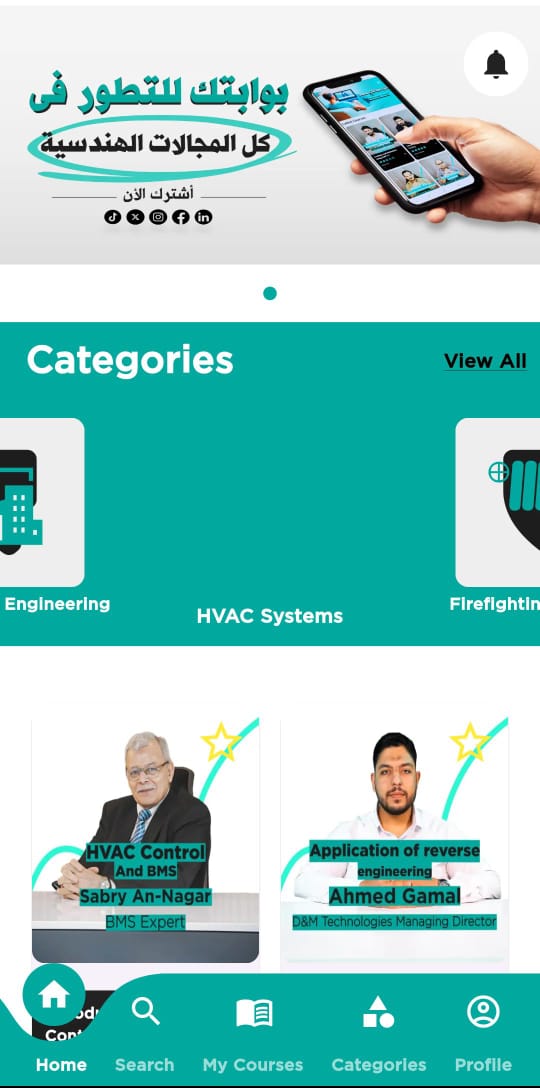 بوابتك للتطور فى
كل المجالات الهندسية
أشترك الآن
Categories
View All
Engineering
HVAC Systems
Firefightin
HVAC Control
And BMS
Sabry An-Nagar
BMS Expert
Application of reverse
engineering
Ahmed Gamal
D&M Technologies Managing Director
Home
Search
My Courses
Categories
Profile